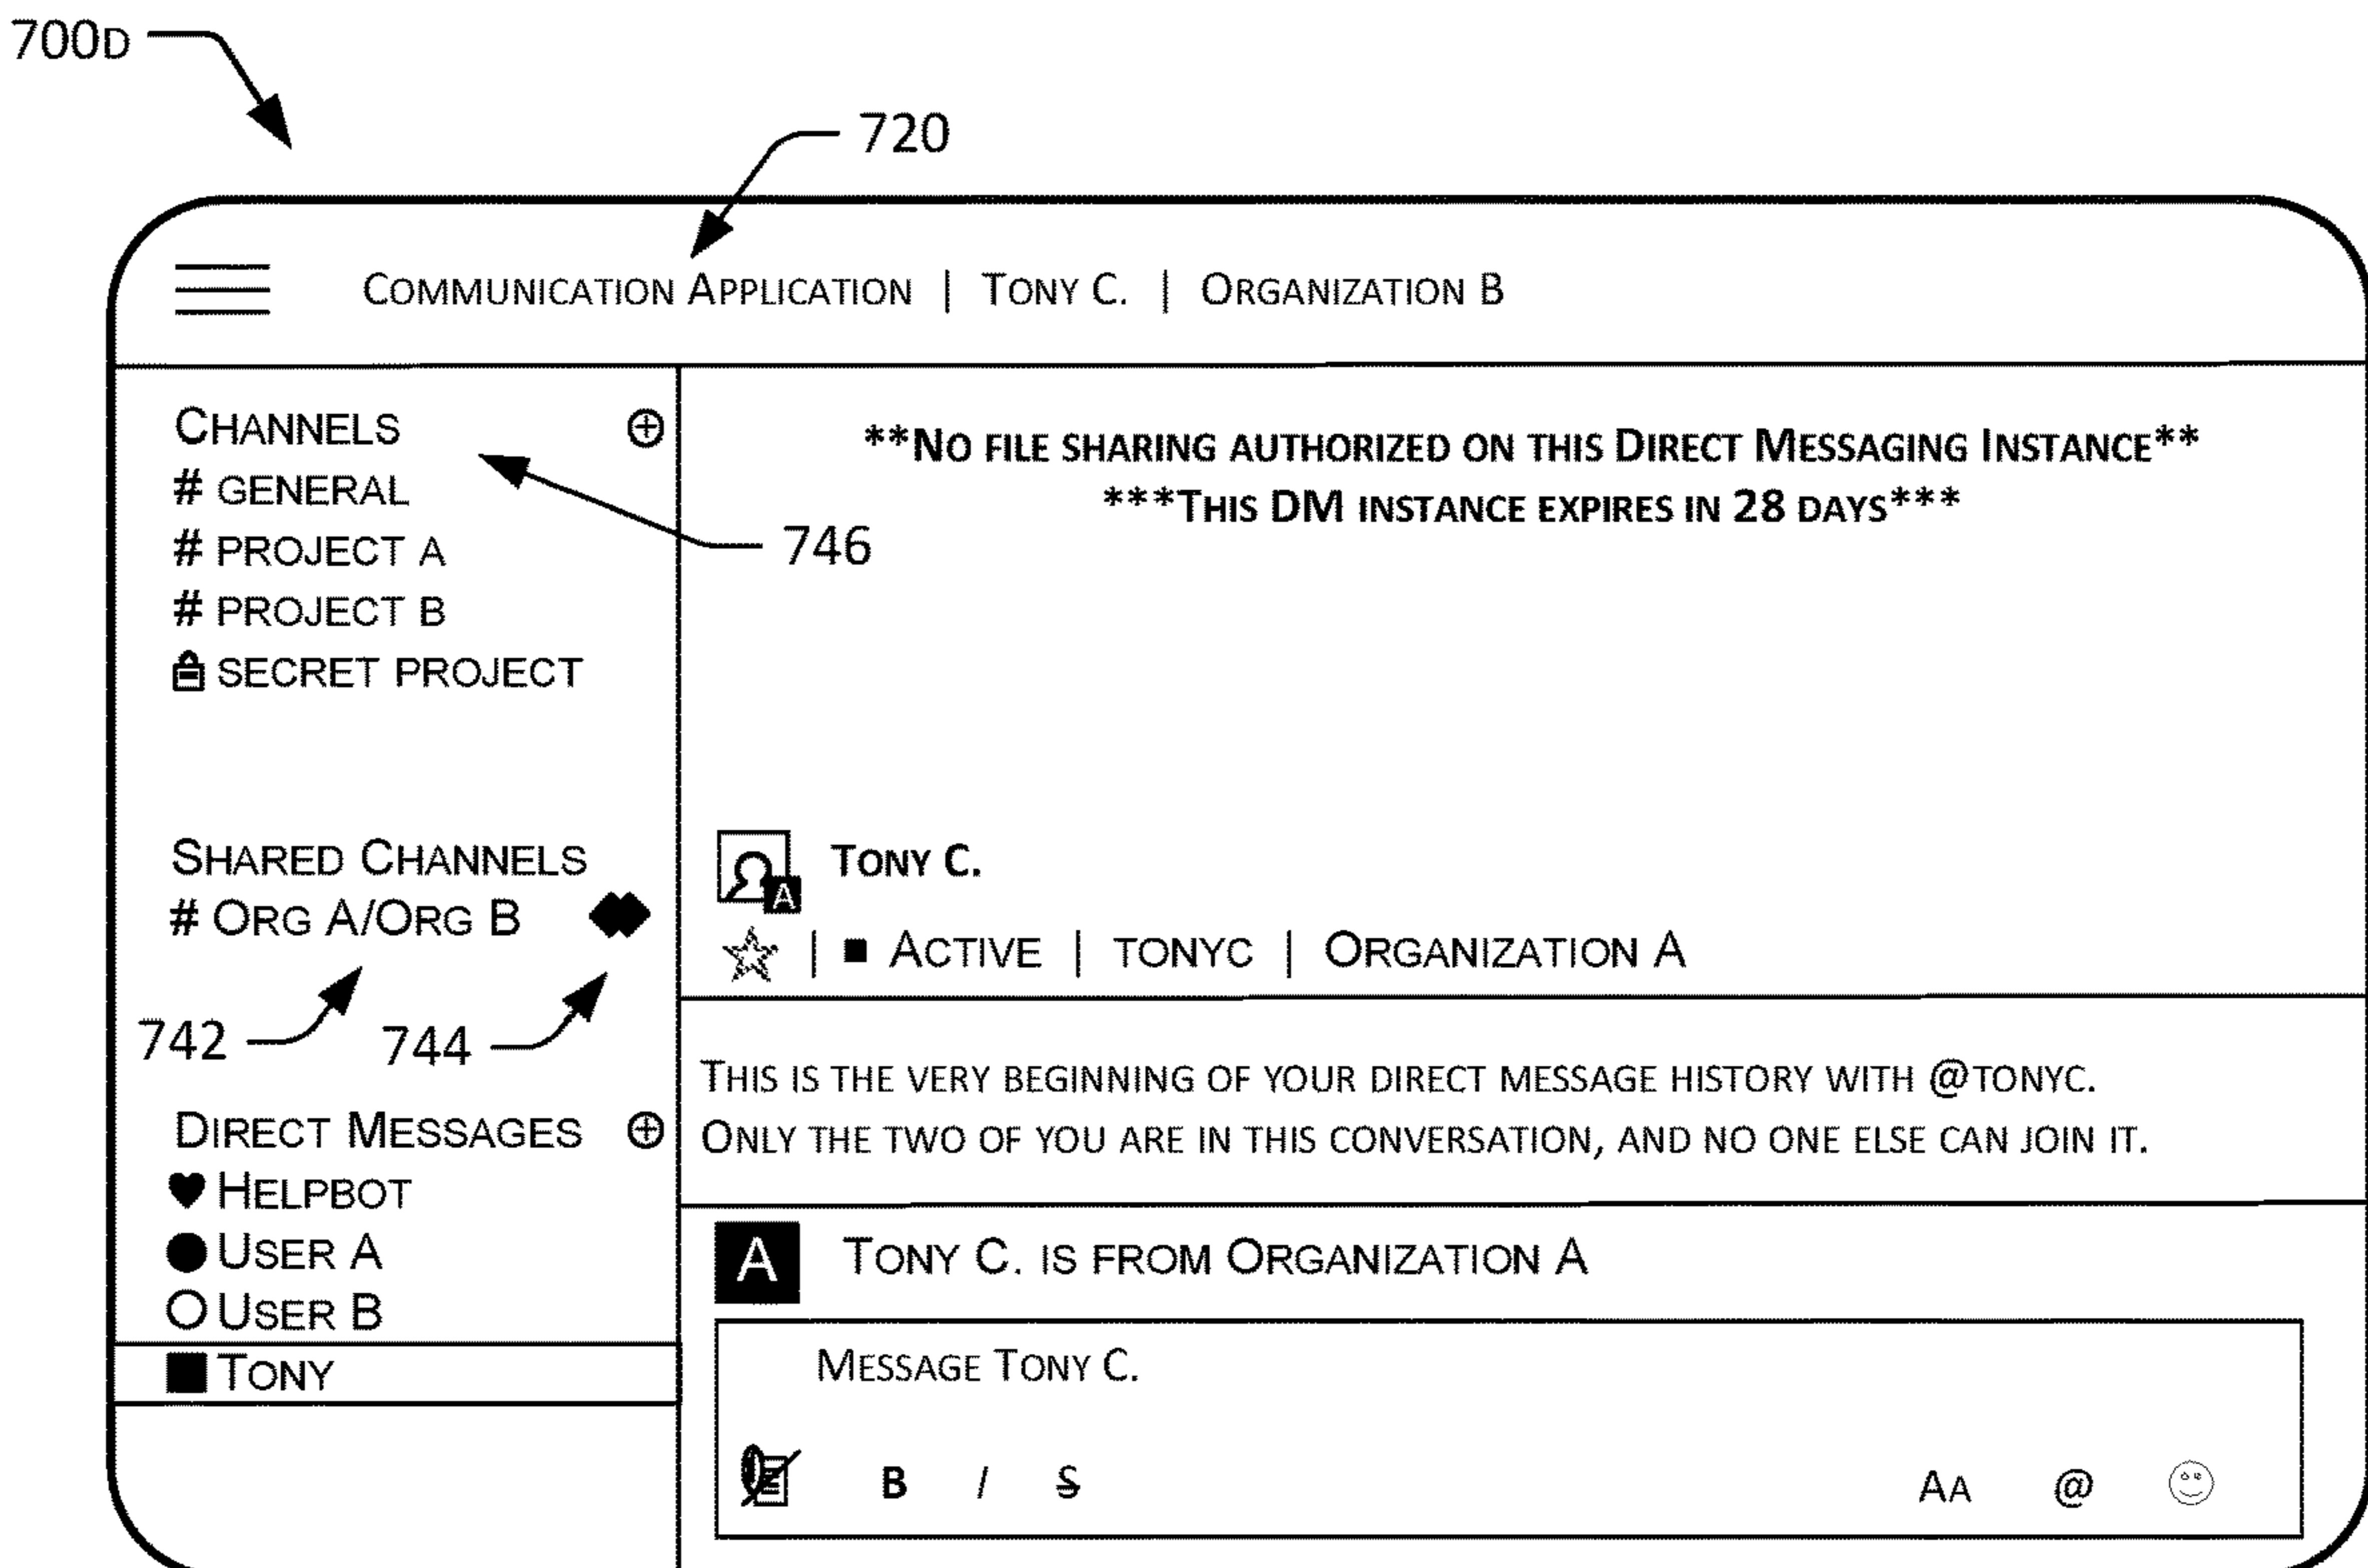 700D
720
COMMUNICATION APPLICATION | TONY C. | ORGANIZATION B
CHANNELS
# GENERAL
# PROJECT A
# PROJECT B
SECRET PROJECT
746
SHARED CHANNELS
# ORG A/ORG B
742
744
DIRECT MESSAGES
HELPBOT
USER A
USER B
TONY
**NO FILE SHARING AUTHORIZED ON THIS DIRECT MESSAGING INSTANCE**
***THIS DM INSTANCE EXPIRES IN 28 DAYS***
A
TONY C.
| ACTIVE | TONYC | ORGANIZATION A
THIS IS THE VERY BEGINNING OF YOUR DIRECT MESSAGE HISTORY WITH @TONYC.
ONLY THE TWO OF YOU ARE IN THIS CONVERSATION, AND NO ONE ELSE CAN JOIN IT.
A TONY C. IS FROM ORGANIZATION A
MESSAGE TONY C.
B I S AA @